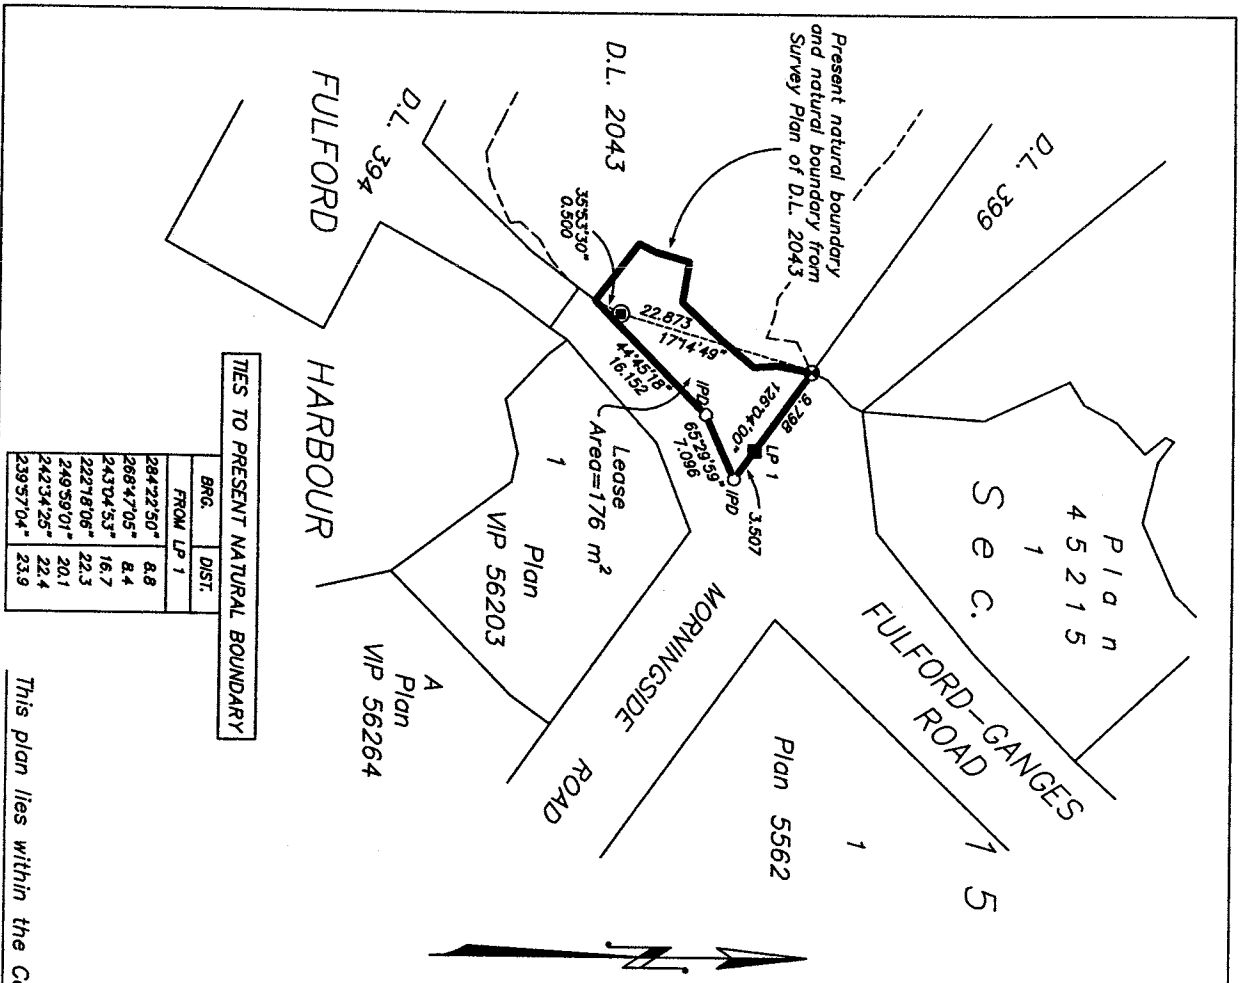 Present natural boundary
and natural boundary from
Survey Plan of D.L. 2043
D.L. 2043
D.L. 399
D.L. 394
FULFORD
HARBOUR
35°53'30"
0.500
22.873
17°14'49"
44°45'18"
16.152
IPD
65°29'59"
7.096
IPD
126°04'00"
9.798
LP 1
3.507
Lease
Area=176 m²
1
Plan
VIP 56203
A
Plan
VIP 56264
MORNINGSIDE
ROAD
FULFORD-GANGES
ROAD
Plan
45215
1
Sec.
15
1
Plan 5562
TIES TO PRESENT NATURAL BOUNDARY
BRG. DIST.
FROM LP 1
284°22'50" 8.8
268°47'05" 8.4
243°04'53" 16.7
222°18'06" 22.3
249°59'01" 20.1
242°34'25" 22.4
239°57'04" 23.9
This plan lies within the